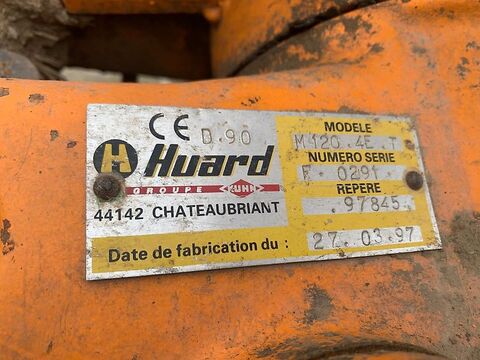 CE D.90
H Huard
GROUPE KUHN
44142 CHATEAUBRIANT
MODELE
M120.4E.T
NUMERO SERIE
F 0291
REPERE
97845
Date de fabrication du : 27.03.97